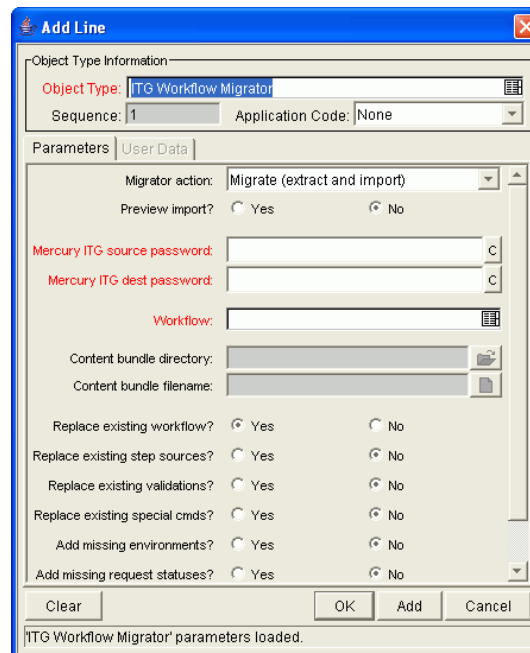 Add Line
Object Type Information
Object Type: ITG Workflow Migrator
Sequence: 1 Application Code: None
Parameters User Data
Migrator action: Migrate (extract and import)
Preview import? Yes No
Mercury ITG source password: C
Mercury ITG dest password: C
Workflow:
Content bundle directory:
Content bundle filename:
Replace existing workflow? Yes No
Replace existing step sources? Yes No
Replace existing validations? Yes No
Replace existing special cmds? Yes No
Add missing environments? Yes No
Add missing request statuses? Yes No
Clear OK Add Cancel
'ITG Workflow Migrator' parameters loaded.